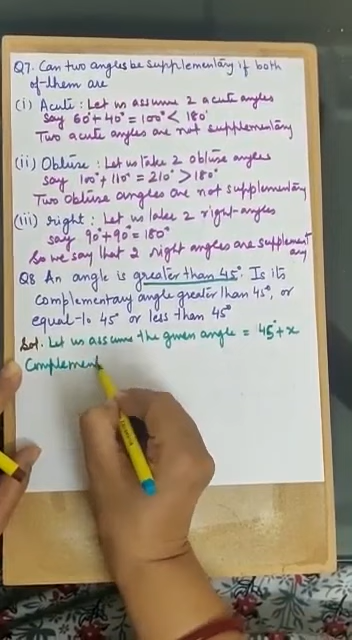 Q7. Can two angles be supplementary if both
of them are
(i) Acute : Let us assume 2 acute angles
say 60° + 40° = 100° < 180°
Two acute angles are not supplementary
(ii) Obtuse : Let us take 2 obtuse angles
say 100° + 110° = 210° > 180°
Two obtuse angles are not supplementary
(iii) right : Let us take 2 right-angles
say 90° + 90° = 180°
So we say that 2 right angles are supplementary
Q8 An angle is greater than 45°. Is its
complementary angle greater than 45°, or
equal to 45° or less than 45°
Sol. Let us assume the given angle = 45° + x
Complement